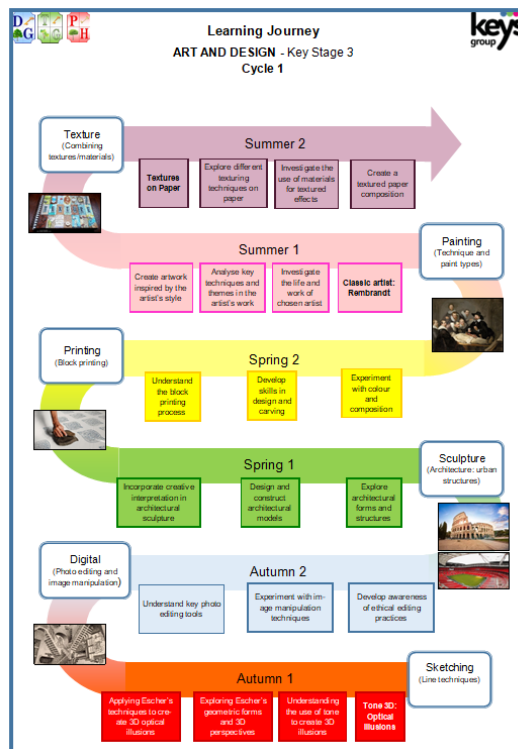 D
G
T
G
P
H
Learning Journey
ART AND DESIGN - Key Stage 3
Cycle 1
keys
group
Texture
(Combining
textures/materials)
Summer 2
Textures
on Paper
Explore different
texturing
techniques on
paper
Investigate the
use of materials
for textured
effects
Create a
textured paper
composition
Summer 1
Painting
(Technique and
paint types)
Create artwork
inspired by the
artist's style
Analyse key
techniques and
themes in the
artist's work
Investigate
the life and
work of
chosen artist
Classic artist:
Rembrandt
Printing
(Block printing)
Spring 2
Understand
the block
printing
process
Develop
skills in
design and
carving
Experiment
with colour
and
composition
Spring 1
Sculpture
(Architecture: urban
structures)
Incorporate creative
interpretation in
architectural
sculpture
Design and
construct
architectural
models
Explore
architectural
forms and
structures
Digital
(Photo editing and
image manipulation)
Autumn 2
Understand key photo
editing tools
Experiment with im-
age manipulation
techniques
Develop awareness
of ethical editing
practices
Autumn 1
Sketching
(Line techniques)
Applying Escher's
techniques to cre-
ate 3D optical
illusions
Exploring Escher's
geometric forms
and 3D
perspectives
Understanding
the use of tone
to create 3D
illusions
Tone 3D:
Optical
Illusions